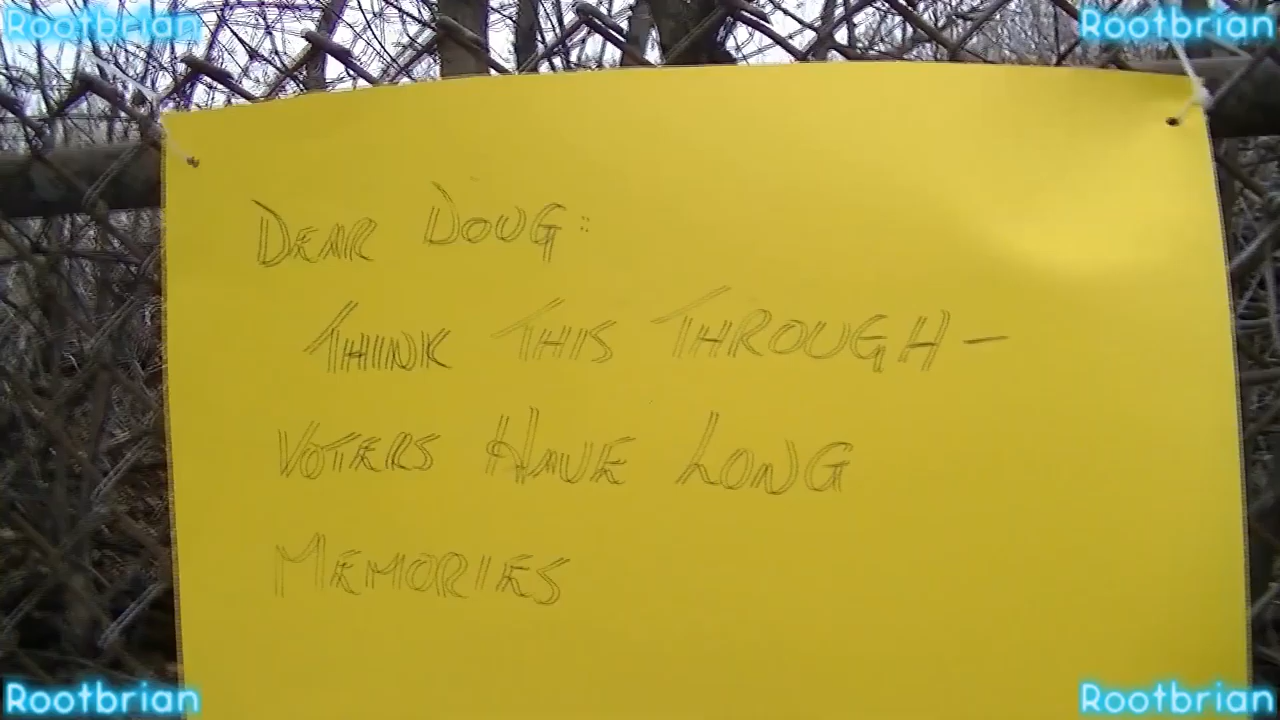 Rootbrian Rootbrian
DEAR DOUG:
THINK THIS THROUGH -
VOTERS HAVE LONG
MEMORIES
Rootbrian Rootbrian